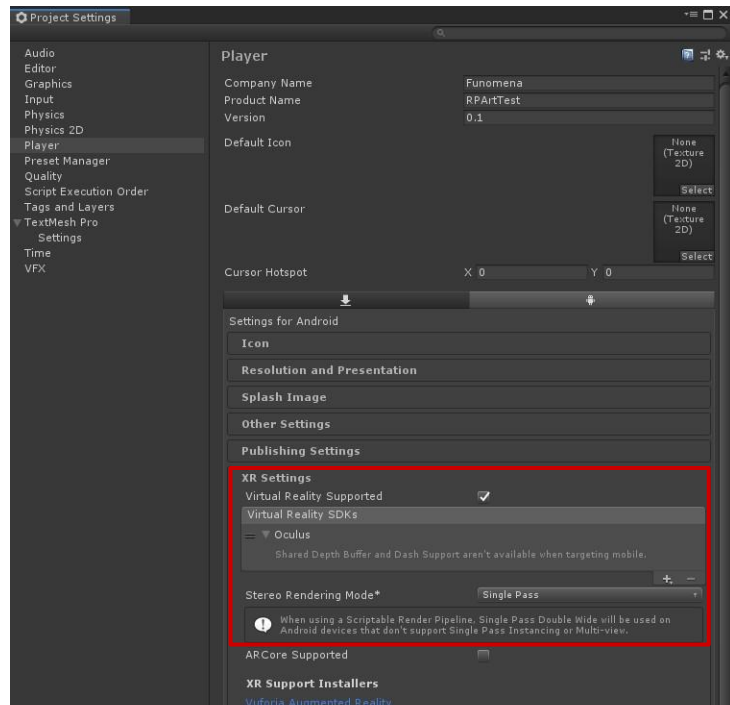 Project Settings
Audio
Editor
Graphics
Input
Physics
Physics 2D
Player
Preset Manager
Quality
Script Execution Order
Tags and Layers
TextMesh Pro
Settings
Time
VFX
Player
Company Name Funomena
Product Name RPArtTest
Version 0.1
Default Icon
None
(Texture
2D)
Select
Default Cursor
None
(Texture
2D)
Select
Cursor Hotspot X 0 Y 0
Settings for Android
Icon
Resolution and Presentation
Splash Image
Other Settings
Publishing Settings
XR Settings
Virtual Reality Supported
Virtual Reality SDKs
Oculus
Shared Depth Buffer and Dash Support aren't available when targeting mobile.
Stereo Rendering Mode* Single Pass
When using a Scriptable Render Pipeline, Single Pass Double Wide will be used on
Android devices that don't support Single Pass Instancing or Multi-view.
ARCore Supported
XR Support Installers
Vuforia Augmented Reality